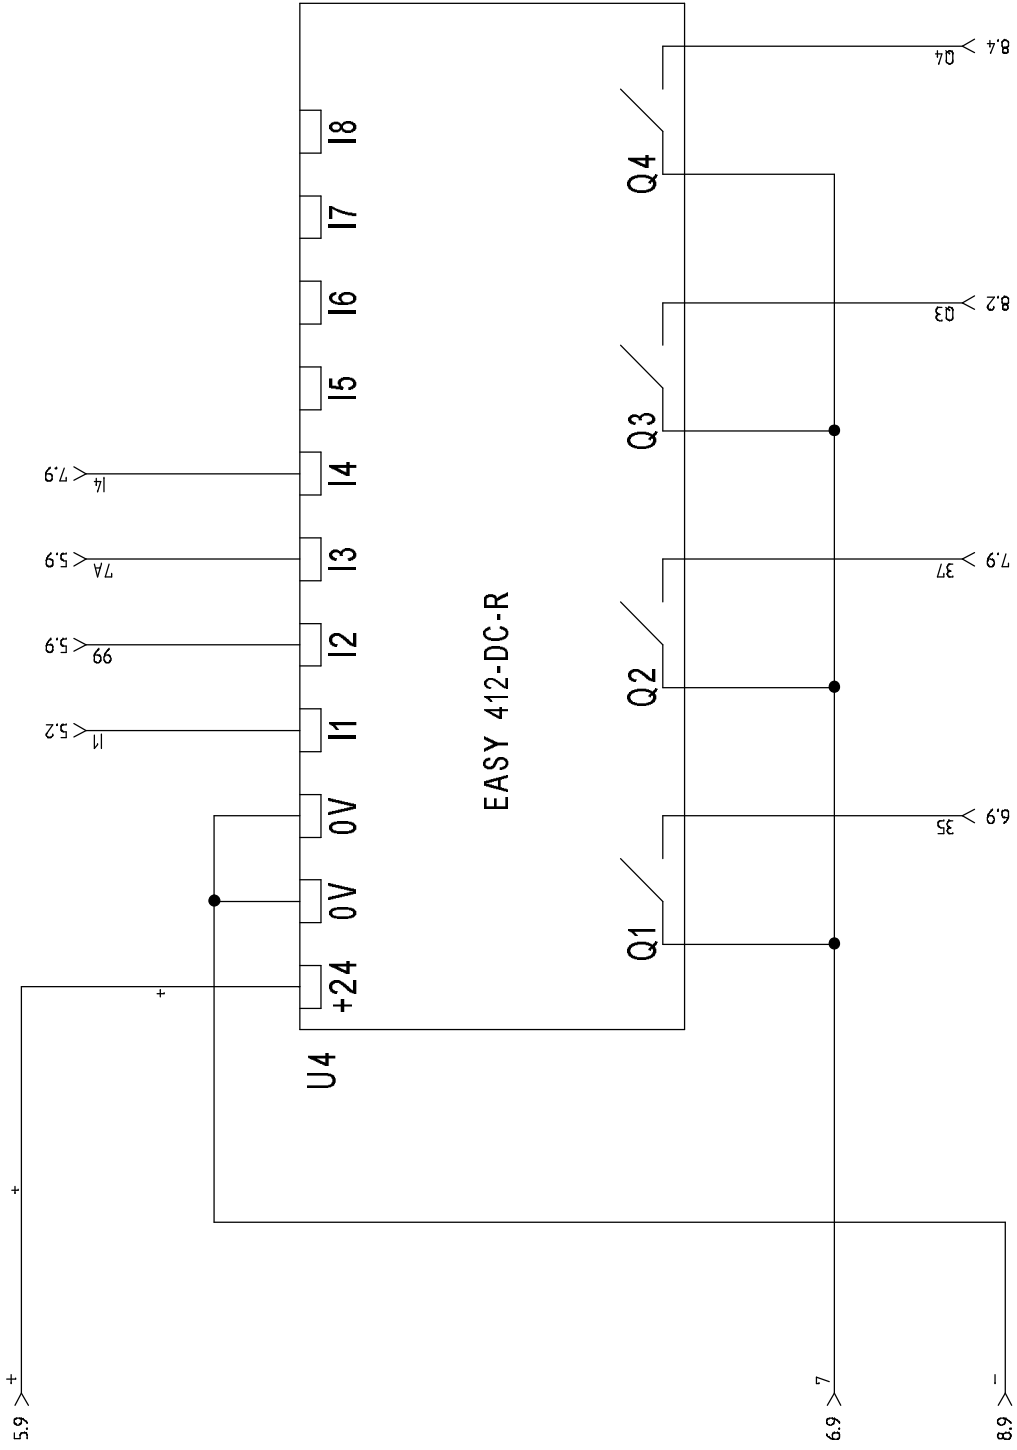 5.9
+
+
+
5.2
I1
5.9
66
5.9
7A
7.9
I4
U4
+24
0V
0V
I1
I2
I3
I4
I5
I6
I7
I8
EASY 412-DC-R
Q1
Q2
Q3
Q4
6.9
7
8.9
-
35
6.9
37
7.9
Q3
8.2
Q4
8.4